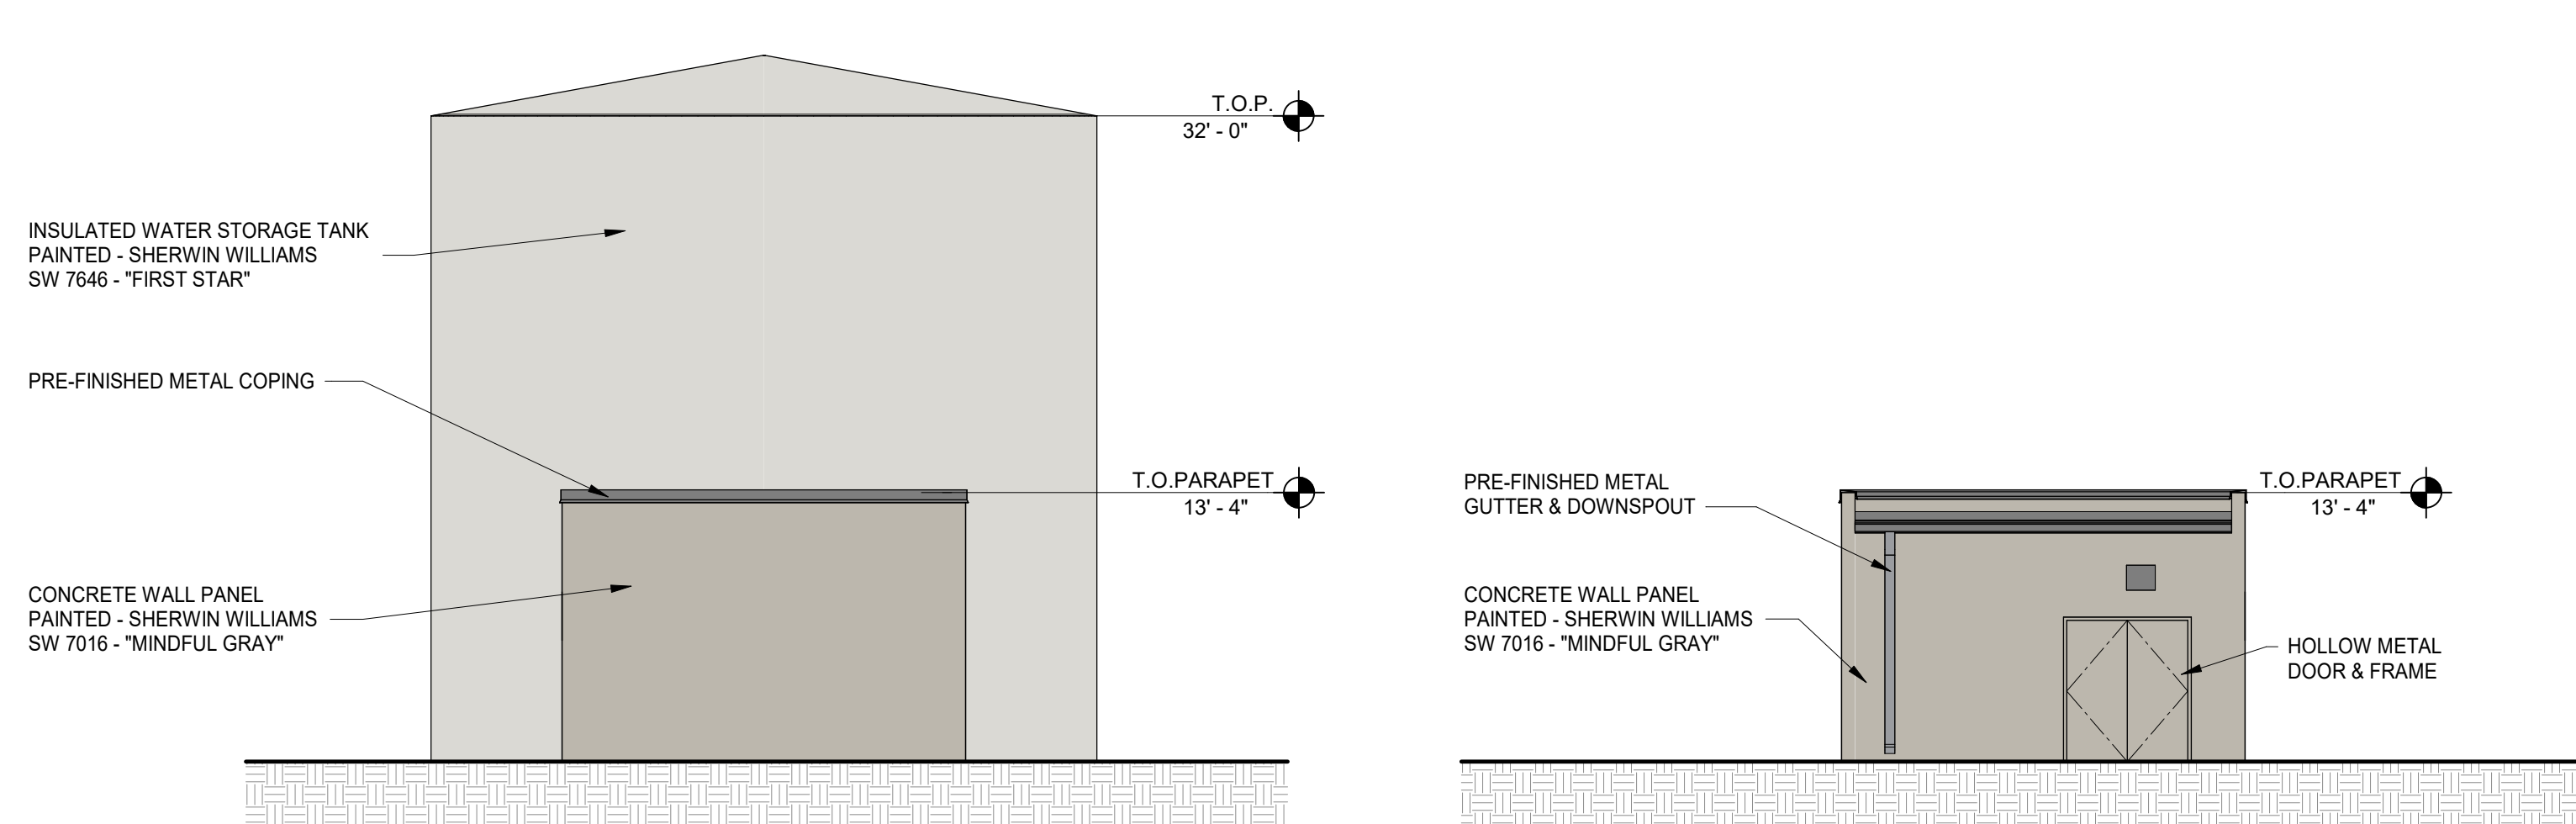 T.O.P.
32' - 0"
INSULATED WATER STORAGE TANK
PAINTED - SHERWIN WILLIAMS
SW 7646 - "FIRST STAR"
PRE-FINISHED METAL COPING
T.O.PARAPET
13' - 4"
CONCRETE WALL PANEL
PAINTED - SHERWIN WILLIAMS
SW 7016 - "MINDFUL GRAY"
PRE-FINISHED METAL
GUTTER & DOWNSPOUT
T.O.PARAPET
13' - 4"
CONCRETE WALL PANEL
PAINTED - SHERWIN WILLIAMS
SW 7016 - "MINDFUL GRAY"
HOLLOW METAL
DOOR & FRAME